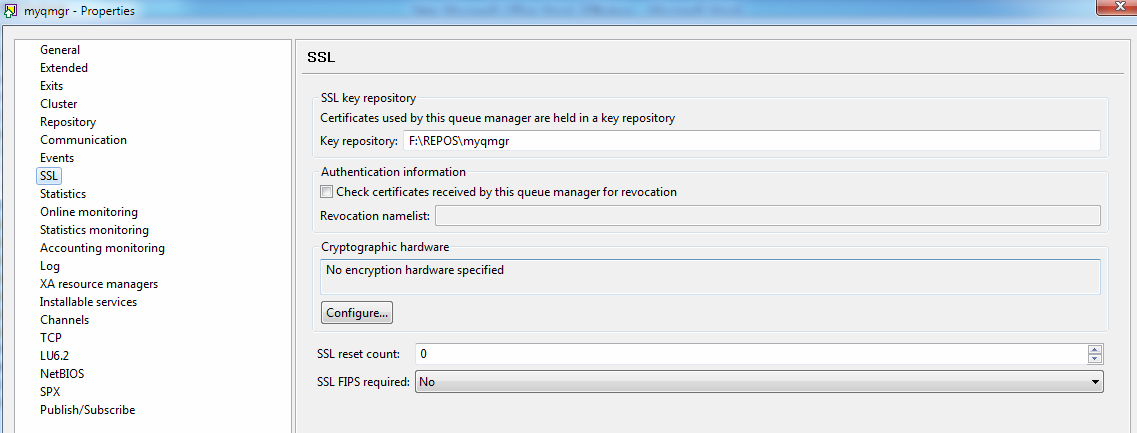 myqmgr - Properties
General
Extended
Exits
Cluster
Repository
Communication
Events
SSL
Statistics
Online monitoring
Statistics monitoring
Accounting monitoring
Log
XA resource managers
Installable services
Channels
TCP
LU6.2
NetBIOS
SPX
Publish/Subscribe
SSL
SSL key repository
Certificates used by this queue manager are held in a key repository
Key repository: F:\REPOS\myqmgr
Authentication information
Check certificates received by this queue manager for revocation
Revocation namelist:
Cryptographic hardware
No encryption hardware specified
Configure...
SSL reset count: 0
SSL FIPS required: No